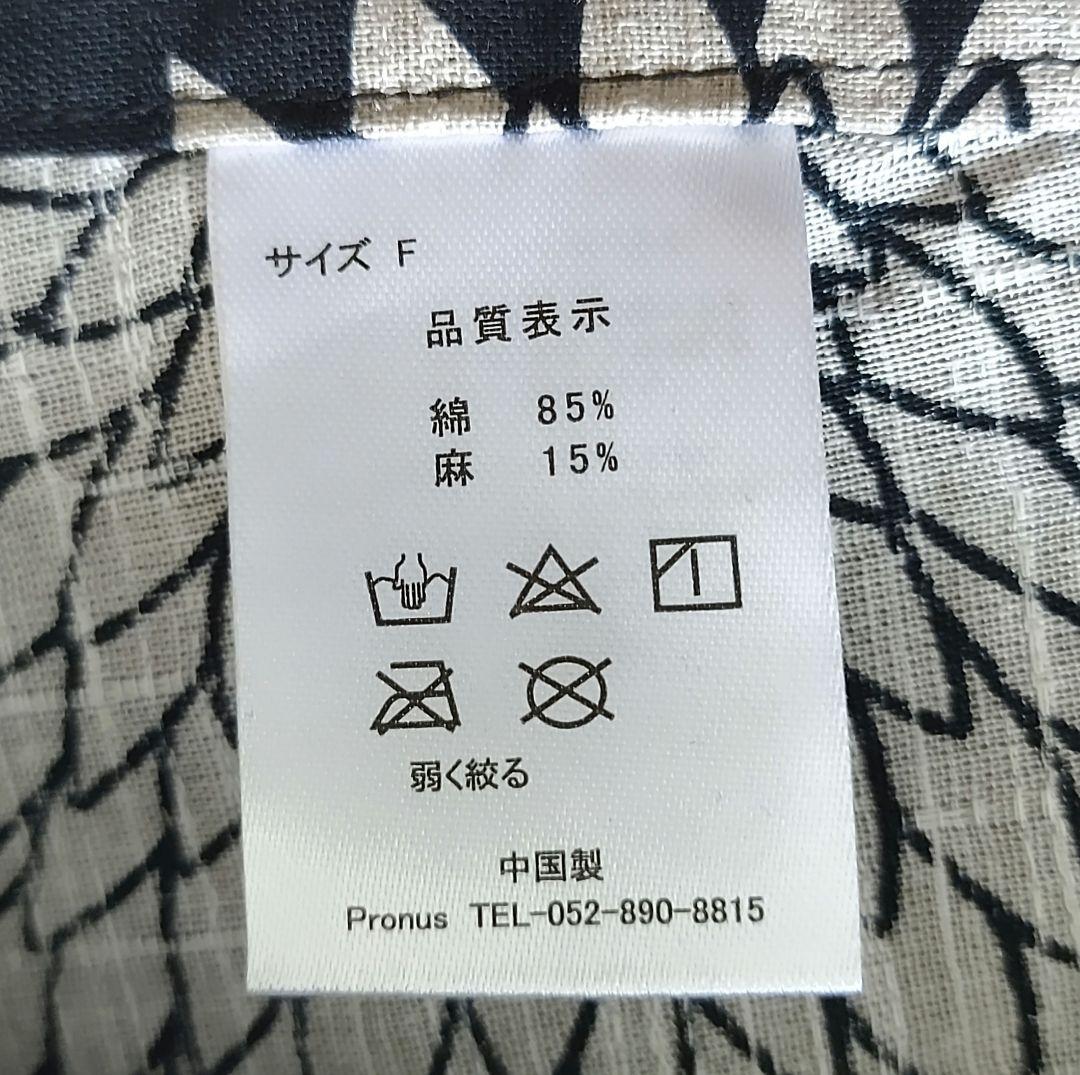 サイズ F
品質表示
綿 85%
麻 15%
弱く絞る
中国製
Pronus TEL-052-890-8815